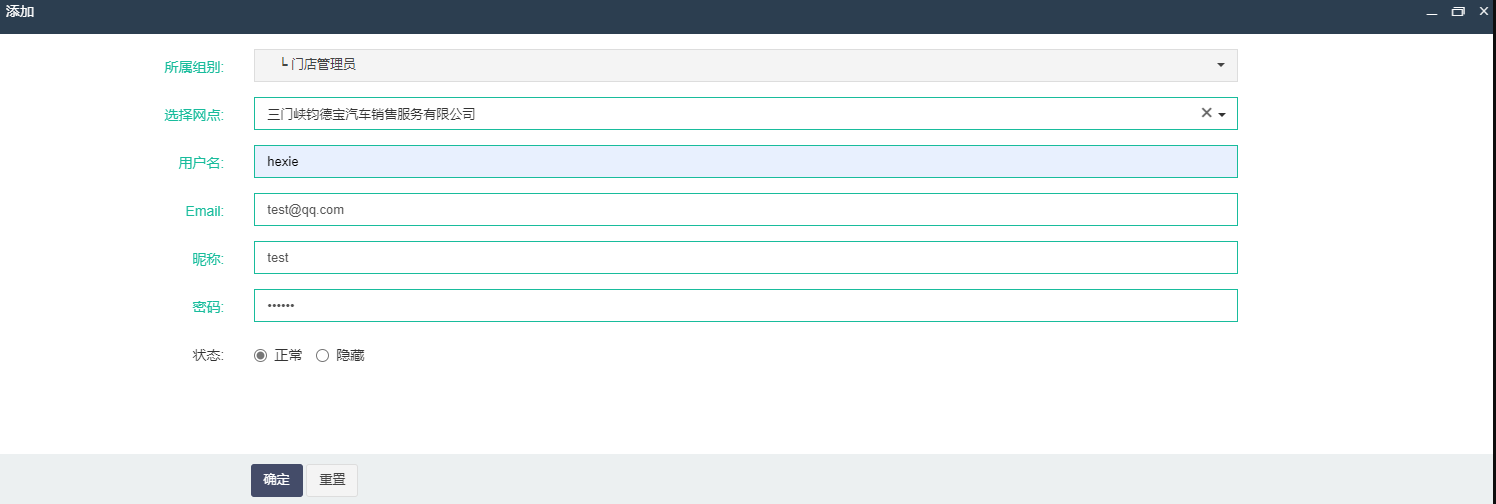 添加
所属组别: └ 门店管理员
选择网点: 三门峡钧德宝汽车销售服务有限公司
用户名: hexie
Email: test@qq.com
昵称: test
密码: ••••••
状态: 正常 隐藏
确定 重置